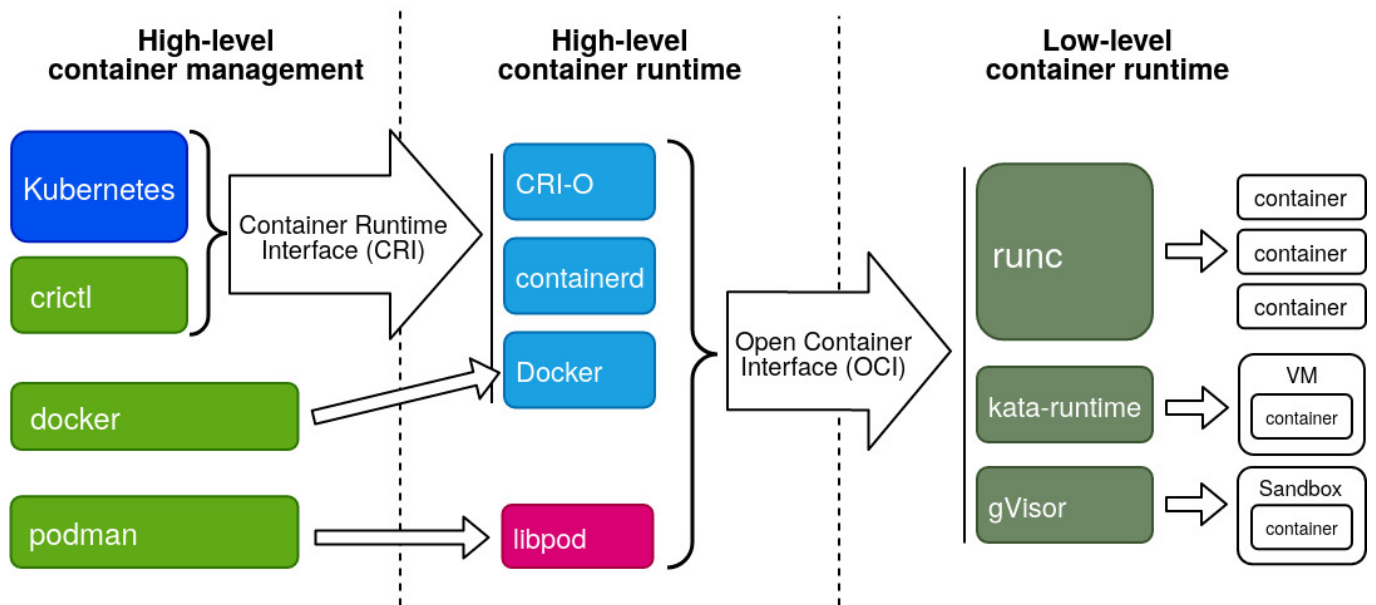 High-level
container management
High-level
container runtime
Low-level
container runtime
Kubernetes
crictl
docker
podman
Container Runtime
Interface (CRI)
CRI-O
containerd
Docker
libpod
Open Container
Interface (OCI)
runc
kata-runtime
gVisor
container
container
container
VM
container
Sandbox
container